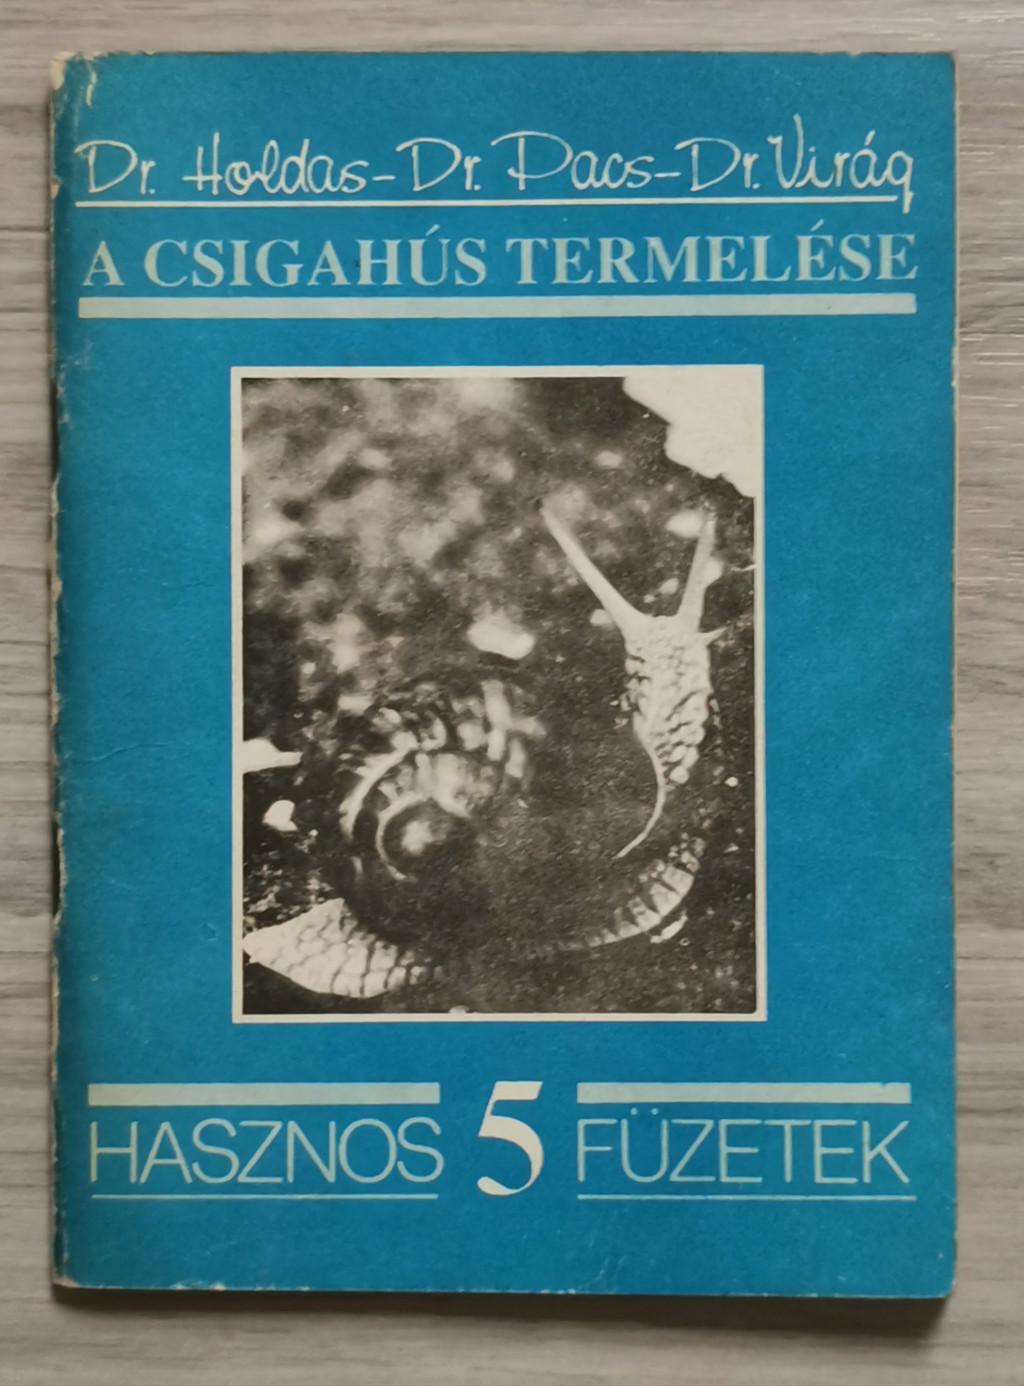 Dr. Holdas-Dr. Pacs-Dr. Virág
A CSIGAHÚS TERMELÉSE
HASZNOS 5 FÜZETEK